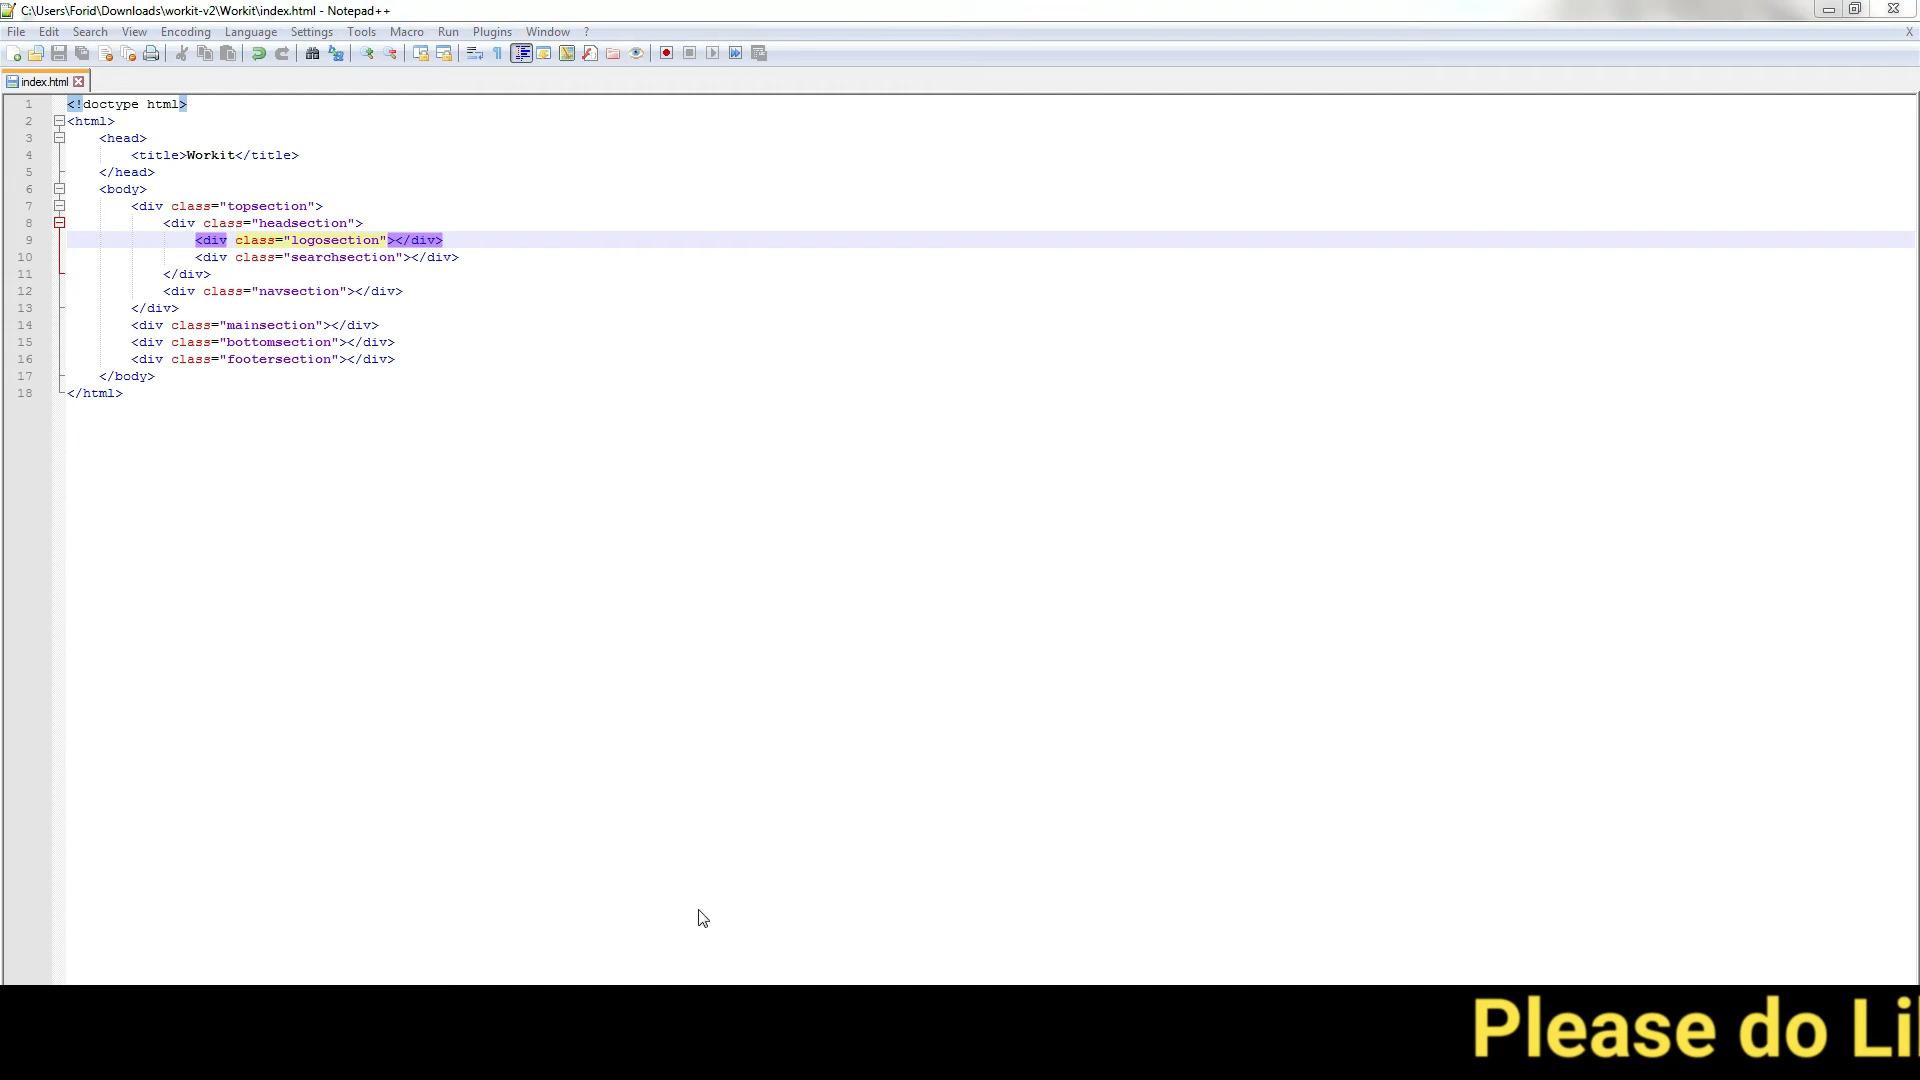 C:\Users\Forid\Downloads\workit-v2\Workit\index.html - Notepad++
File Edit Search View Encoding Language Settings Tools Macro Run Plugins Window ?
X
index.html
1 <!doctype html>
2 <html>
3 <head>
4 <title>Workit</title>
5 </head>
6 <body>
7 <div class="topsection">
8 <div class="headsection">
9 <div class="logosection"></div>
10 <div class="searchsection"></div>
11 </div>
12 <div class="navsection"></div>
13 </div>
14 <div class="mainsection"></div>
15 <div class="bottomsection"></div>
16 <div class="footersection"></div>
17 </body>
18 </html>
Please do Li